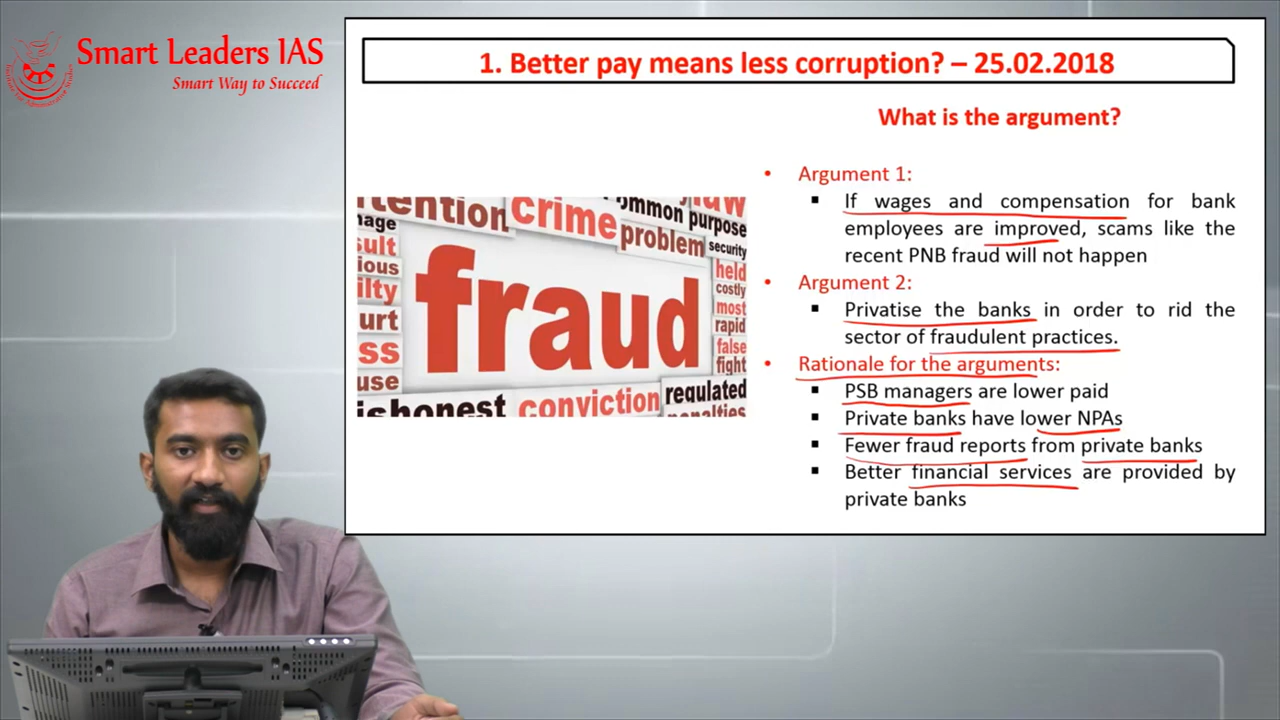 Smart Leaders IAS
Smart Way to Succeed
1. Better pay means less corruption? – 25.02.2018
What is the argument?
• Argument 1:
▪ If wages and compensation for bank
employees are improved, scams like the
recent PNB fraud will not happen
• Argument 2:
▪ Privatise the banks in order to rid the
sector of fraudulent practices.
• Rationale for the arguments:
▪ PSB managers are lower paid
▪ Private banks have lower NPAs
▪ Fewer fraud reports from private banks
▪ Better financial services are provided by
private banks
crime
problem
common purpose
security
fraud
held
costly
most
rapid
false
fight
conviction
regulated